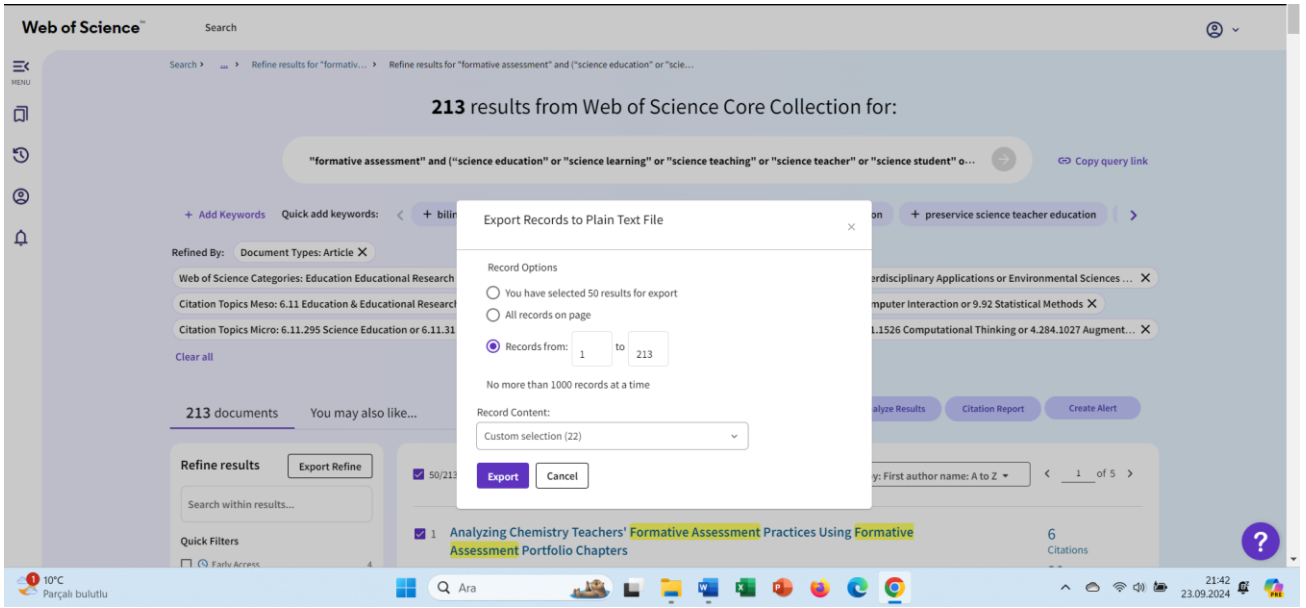 Web of Science™ Search
MENU
Search > ... > Refine results for "formativ... > Refine results for "formative assessment" and ("science education" or "scie...
213 results from Web of Science Core Collection for:
"formative assessment" and ("science education" or "science learning" or "science teaching" or "science teacher" or "science student" o...
Copy query link
+ Add Keywords Quick add keywords: < + bilin on + preservice science teacher education >
Refined By: Document Types: Article X
Web of Science Categories: Education Educational Research erdisciplinary Applications or Environmental Sciences ... X
Citation Topics Meso: 6.11 Education & Educational Research mputer Interaction or 9.92 Statistical Methods X
Citation Topics Micro: 6.11.295 Science Education or 6.11.31 1.1526 Computational Thinking or 4.284.1027 Augment... X
Clear all
Export Records to Plain Text File ×
Record Options
You have selected 50 results for export
All records on page
Records from: 1 to 213
No more than 1000 records at a time
Record Content:
Custom selection (22)
Export Cancel
213 documents You may also like...
alyze Results Citation Report Create Alert
Refine results Export Refine
Search within results...
Quick Filters
Early Access 4
50/213
y: First author name: A to Z < 1 of 5 >
1 Analyzing Chemistry Teachers' Formative Assessment Practices Using Formative
Assessment Portfolio Chapters
6
Citations
?
1
10°C
Parçalı bulutlu
Ara
21:42
23.09.2024
PRE